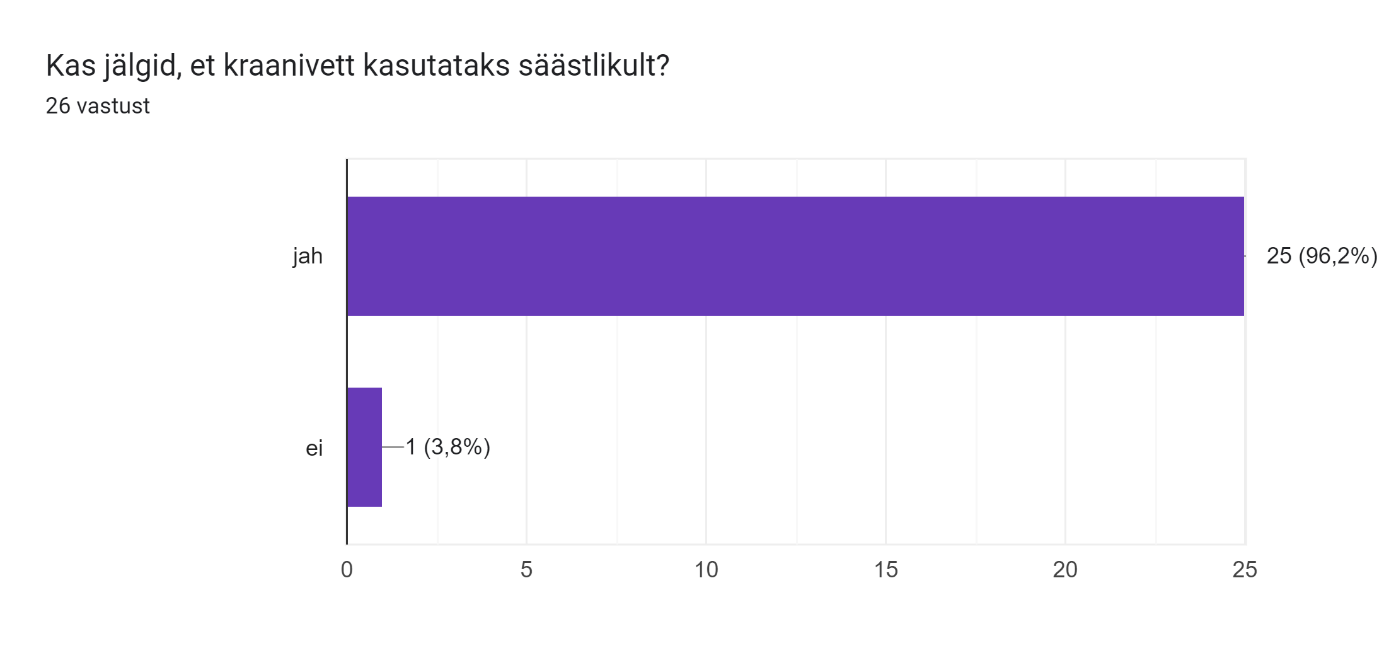 Kas jälgid, et kraanivett kasutataks säästlikult?
26 vastust
jah
25 (96,2%)
ei
1 (3,8%)
0 5 10 15 20 25